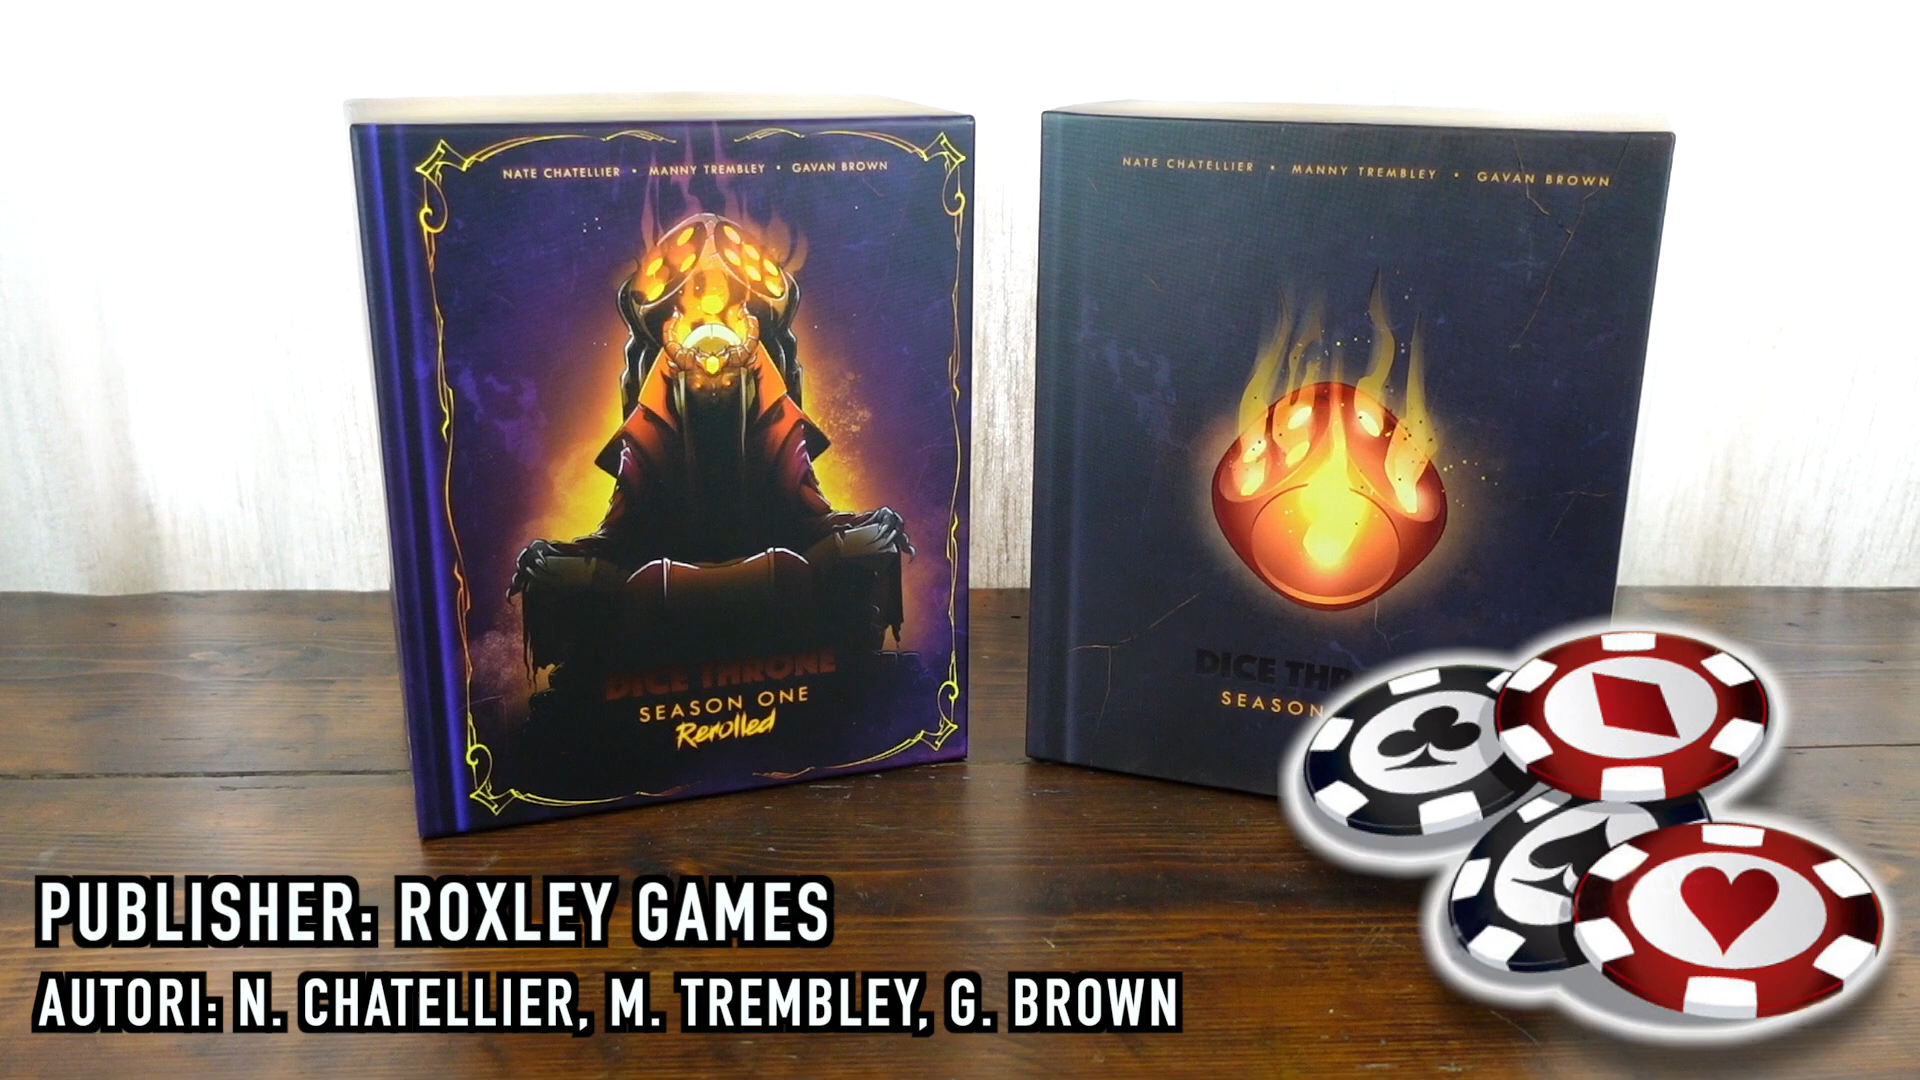 NATE CHATELLIER • MANNY TREMBLEY • GAVAN BROWN
DICE THRONE
SEASON ONE
Rerolled
NATE CHATELLIER • MANNY TREMBLEY • GAVAN BROWN
DICE
SEASON
PUBLISHER: ROXLEY GAMES
AUTORI: N. CHATELLIER, M. TREMBLEY, G. BROWN